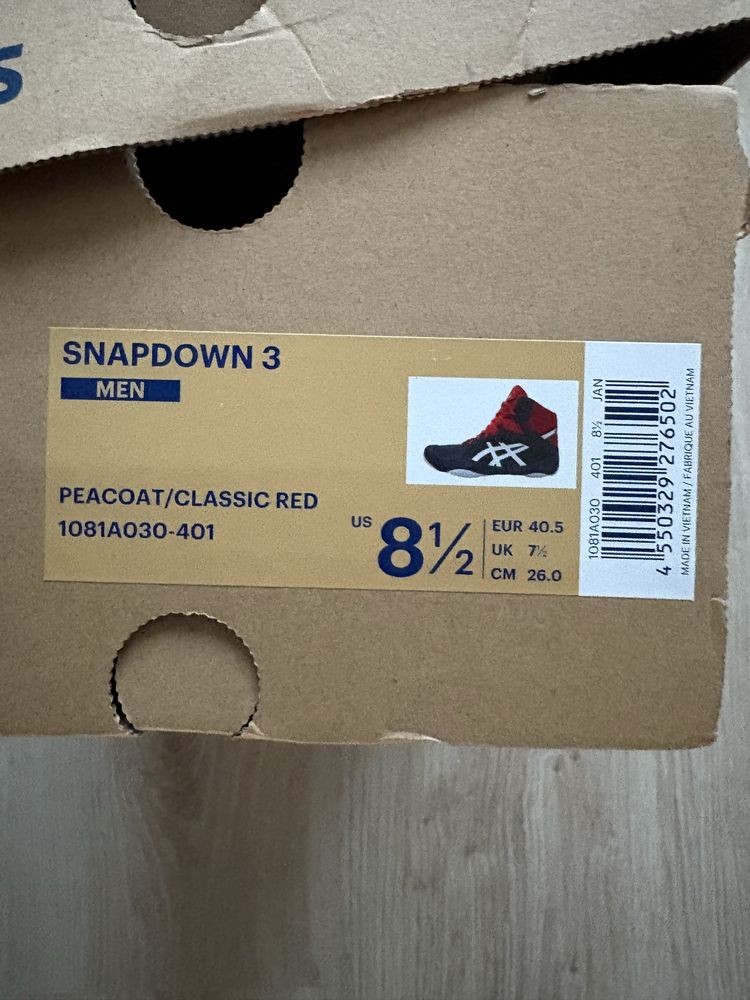 s
SNAPDOWN 3
MEN
PEACOAT/CLASSIC RED
1081A030-401
US 8½
EUR 40.5
UK 7½
CM 26.0
1081A030 401 8½ JAN
4 550329 276502
MADE IN VIETNAM / FABRIQUE AU VIETNAM